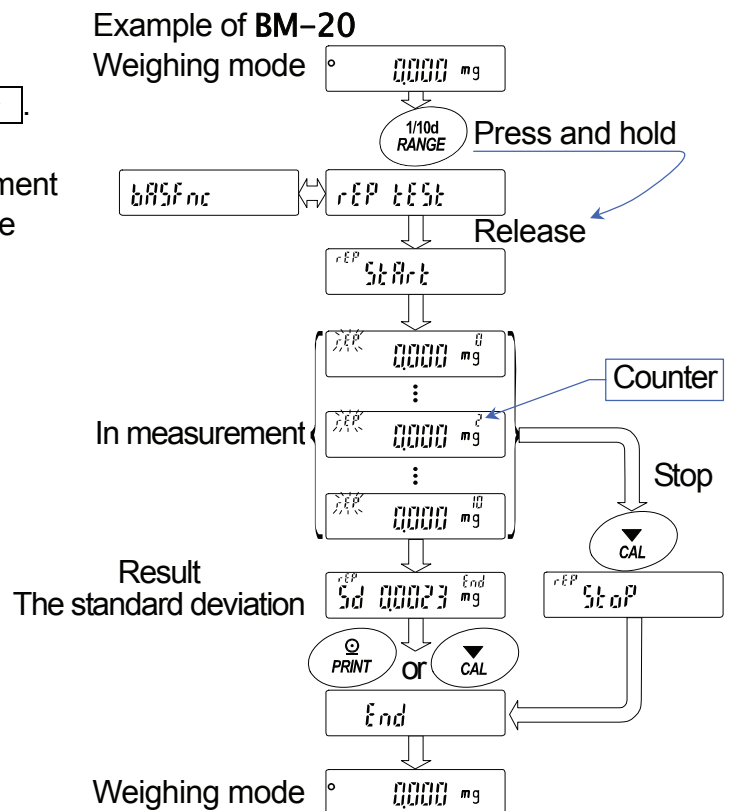 Example of BM-20
Weighing mode
0.000 mg
.
1/10d
RANGE
Press and hold
ment
e
bASFnc
rEP tESt
Release
rEP
StArt
rEP 0.000 mg 0
Counter
In measurement
rEP 0.000 mg 2
Stop
rEP 0.000 mg 10
CAL
Result
The standard deviation
rEP
Sd 0.0023 mg End
rEP
StoP
PRINT
or
CAL
End
Weighing mode
0.000 mg